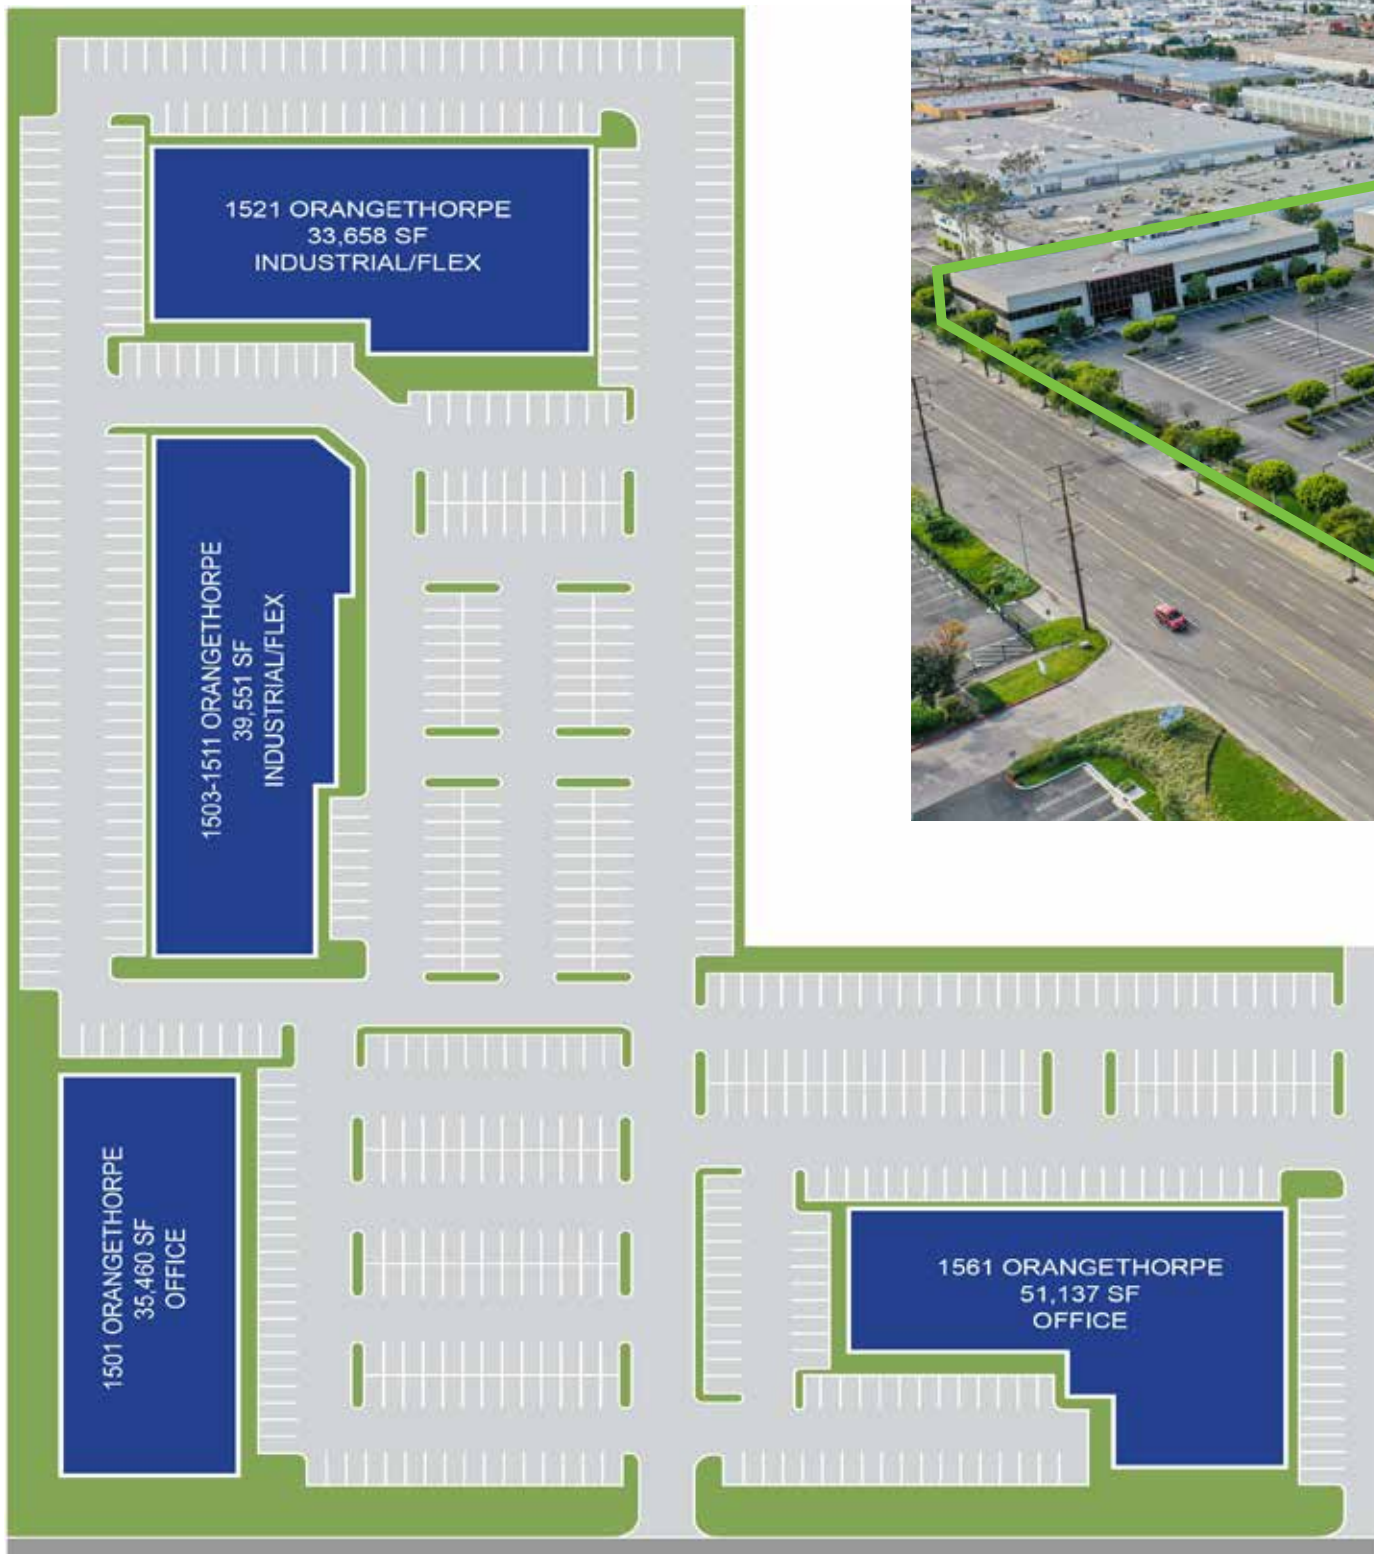 1521 ORANGETHORPE
33,658 SF
INDUSTRIAL/FLEX
1503-1511 ORANGETHORPE
39,551 SF
INDUSTRIAL/FLEX
1501 ORANGETHORPE
35,460 SF
OFFICE
1561 ORANGETHORPE
51,137 SF
OFFICE